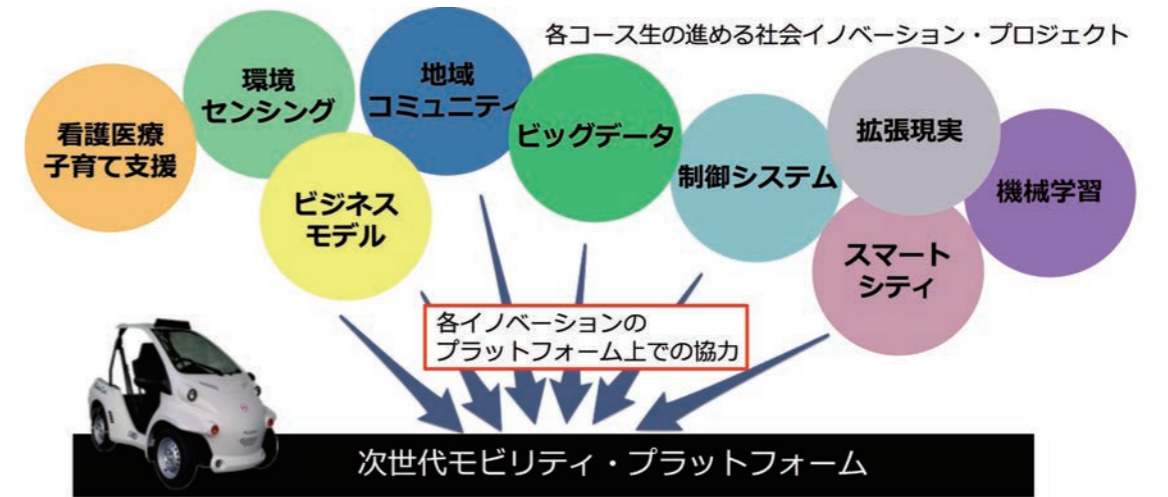 各コース生の進める社会イノベーション・プロジェクト
看護医療
子育て支援
環境
センシング
ビジネス
モデル
地域
コミュニティ
ビッグデータ
制御システム
拡張現実
スマート
シティ
機械学習
各イノベーションの
プラットフォーム上での協力
次世代モビリティ・プラットフォーム